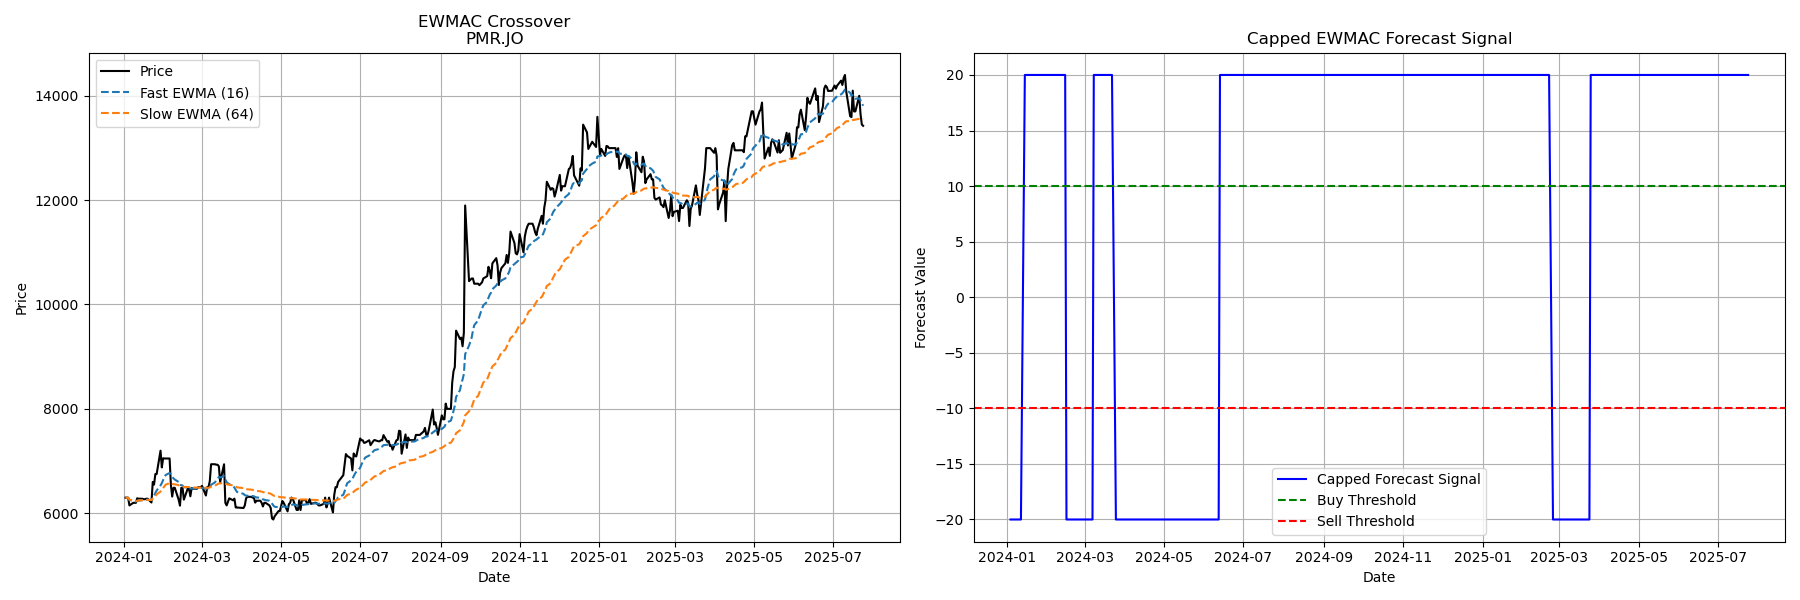 EWMAC Crossover
PMR.JO
Price
Fast EWMA (16)
Slow EWMA (64)
14000
12000
10000
8000
6000
Price
2024-01 2024-03 2024-05 2024-07 2024-09 2024-11 2025-01 2025-03 2025-05 2025-07
Date
Capped EWMAC Forecast Signal
20
15
10
5
0
−5
−10
−15
−20
Forecast Value
Capped Forecast Signal
Buy Threshold
Sell Threshold
2024-01 2024-03 2024-05 2024-07 2024-09 2024-11 2025-01 2025-03 2025-05 2025-07
Date